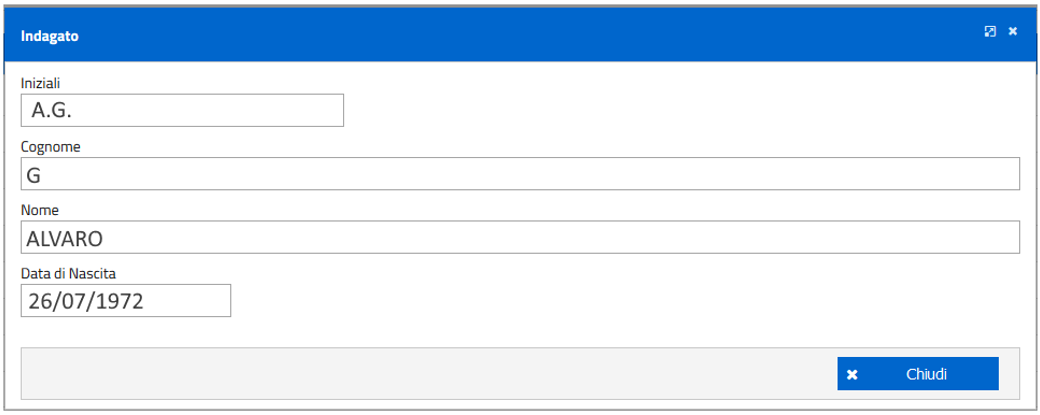 Indagato
Iniziali
A.G.
Cognome
G
Nome
ALVARO
Data di Nascita
26/07/1972
Chiudi